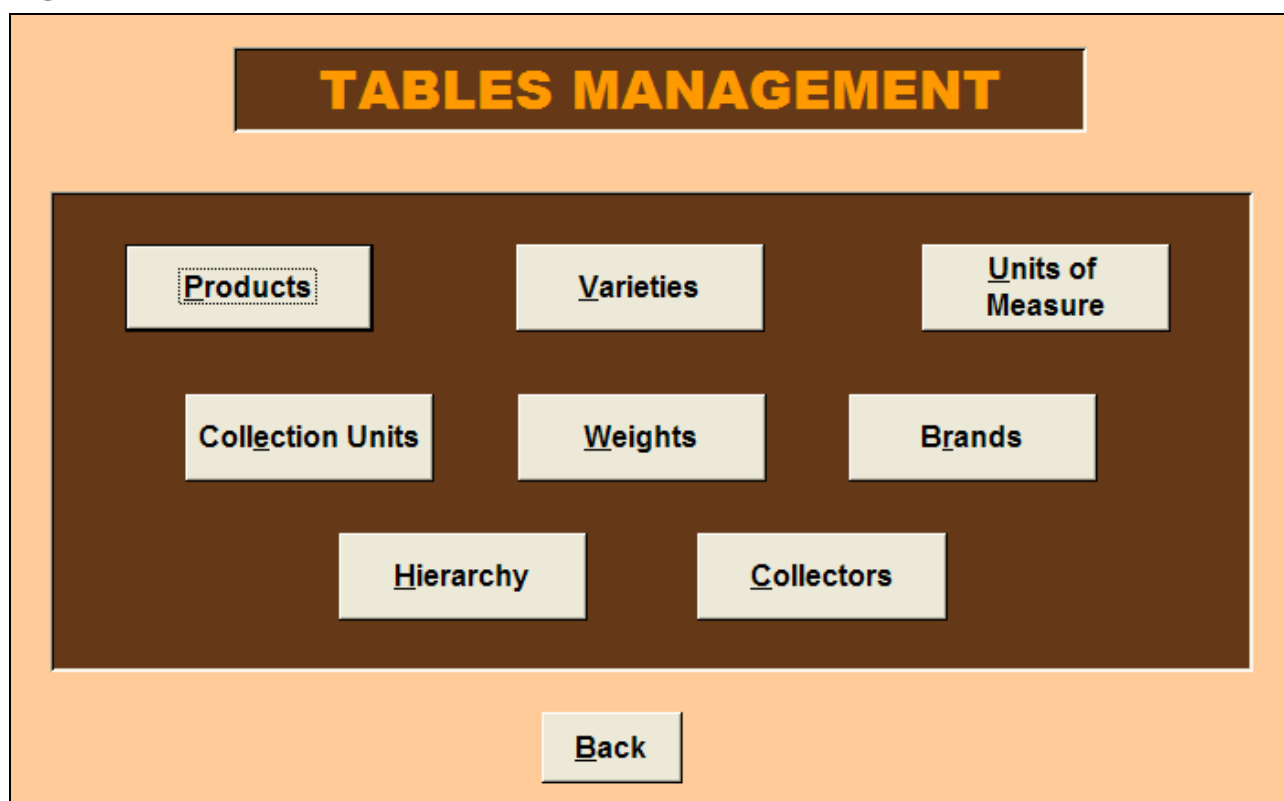 TABLES MANAGEMENT
Products
Varieties
Units of
Measure
Collection Units
Weights
Brands
Hierarchy
Collectors
Back